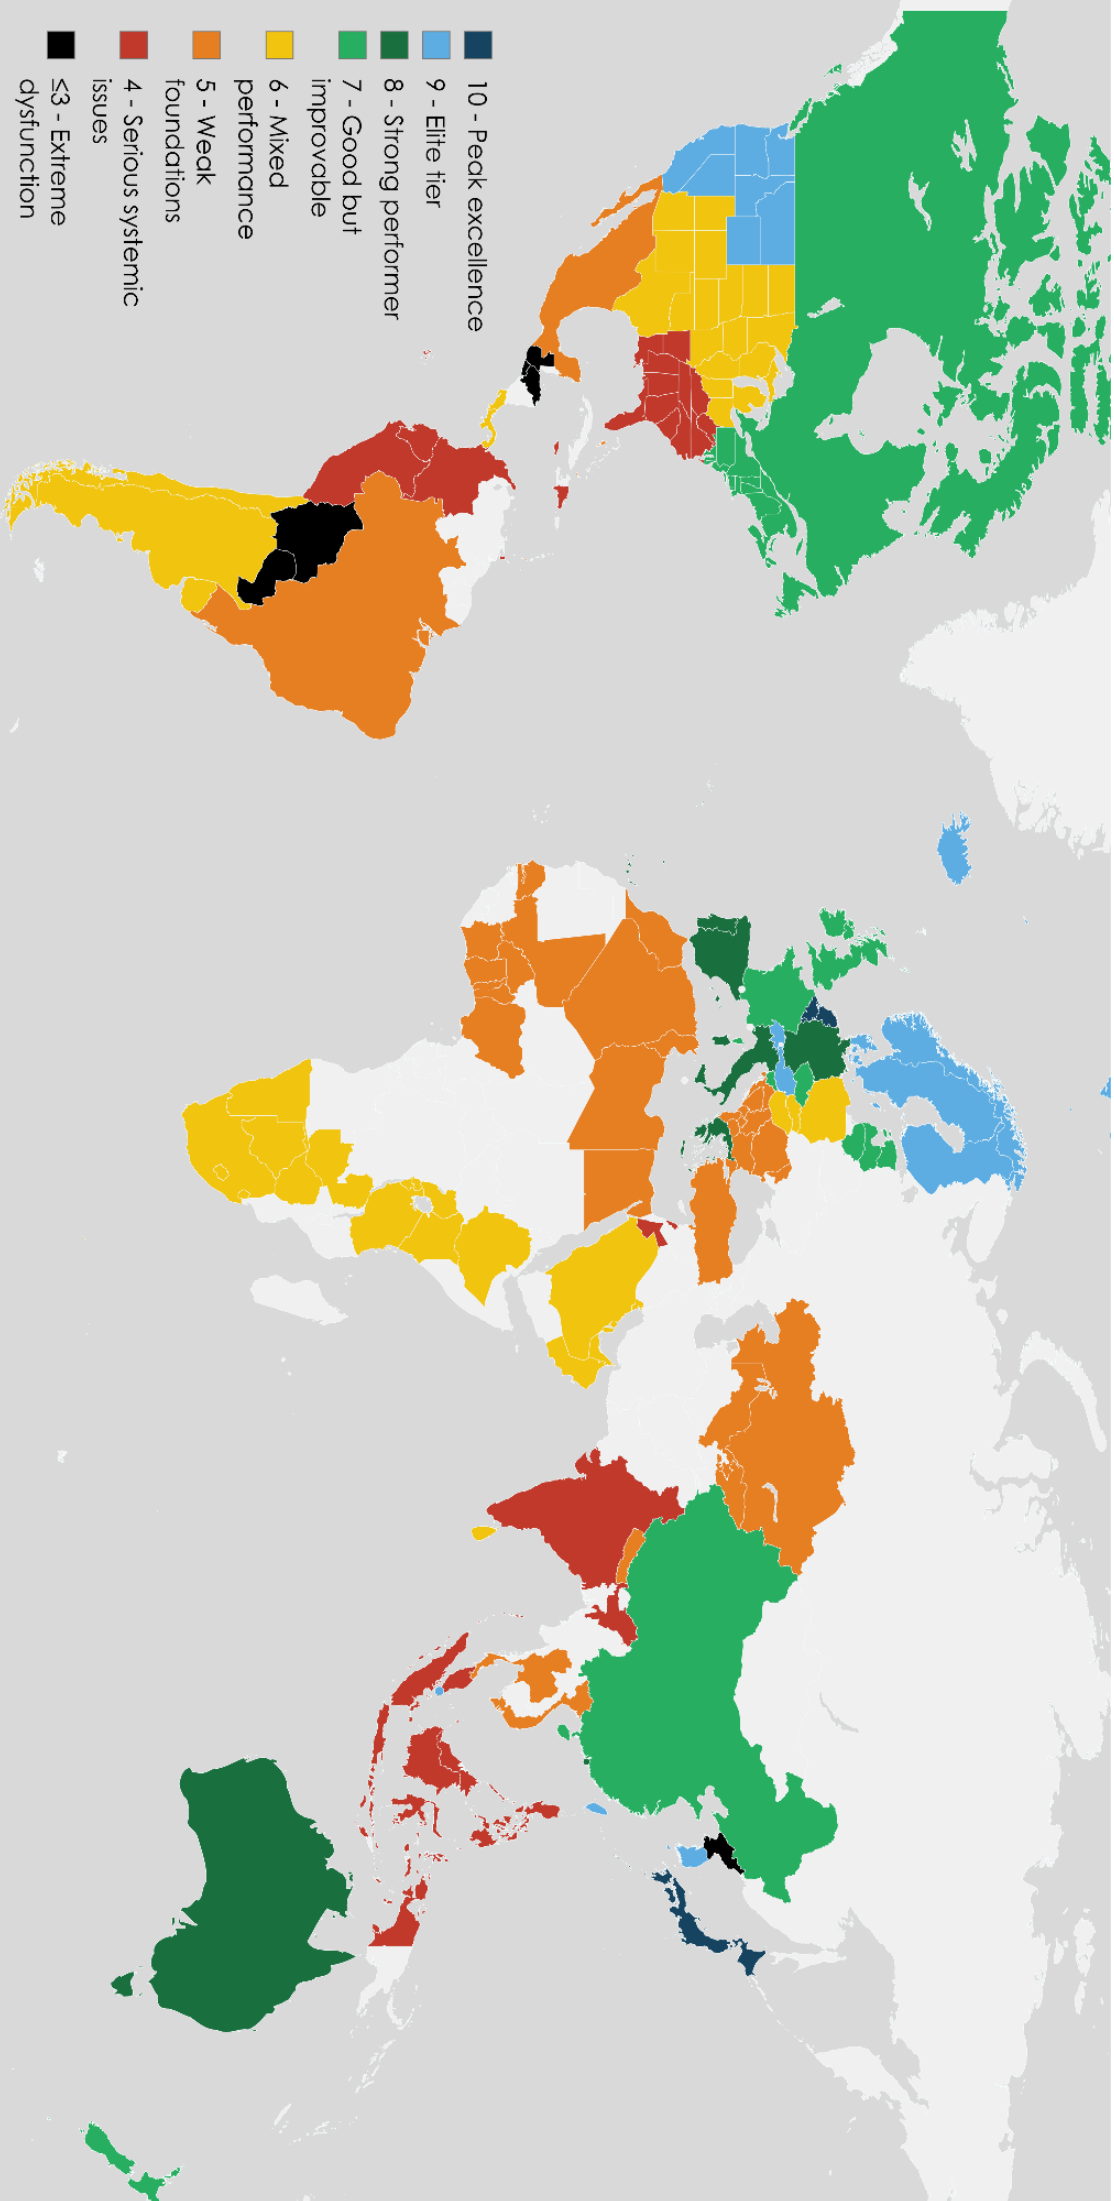 10 - Peak excellence
9 - Elite tier
8 - Strong performer
7 - Good but
improvable
6 - Mixed
performance
5 - Weak
foundations
4 - Serious systemic
issues
≤3 - Extreme
dysfunction